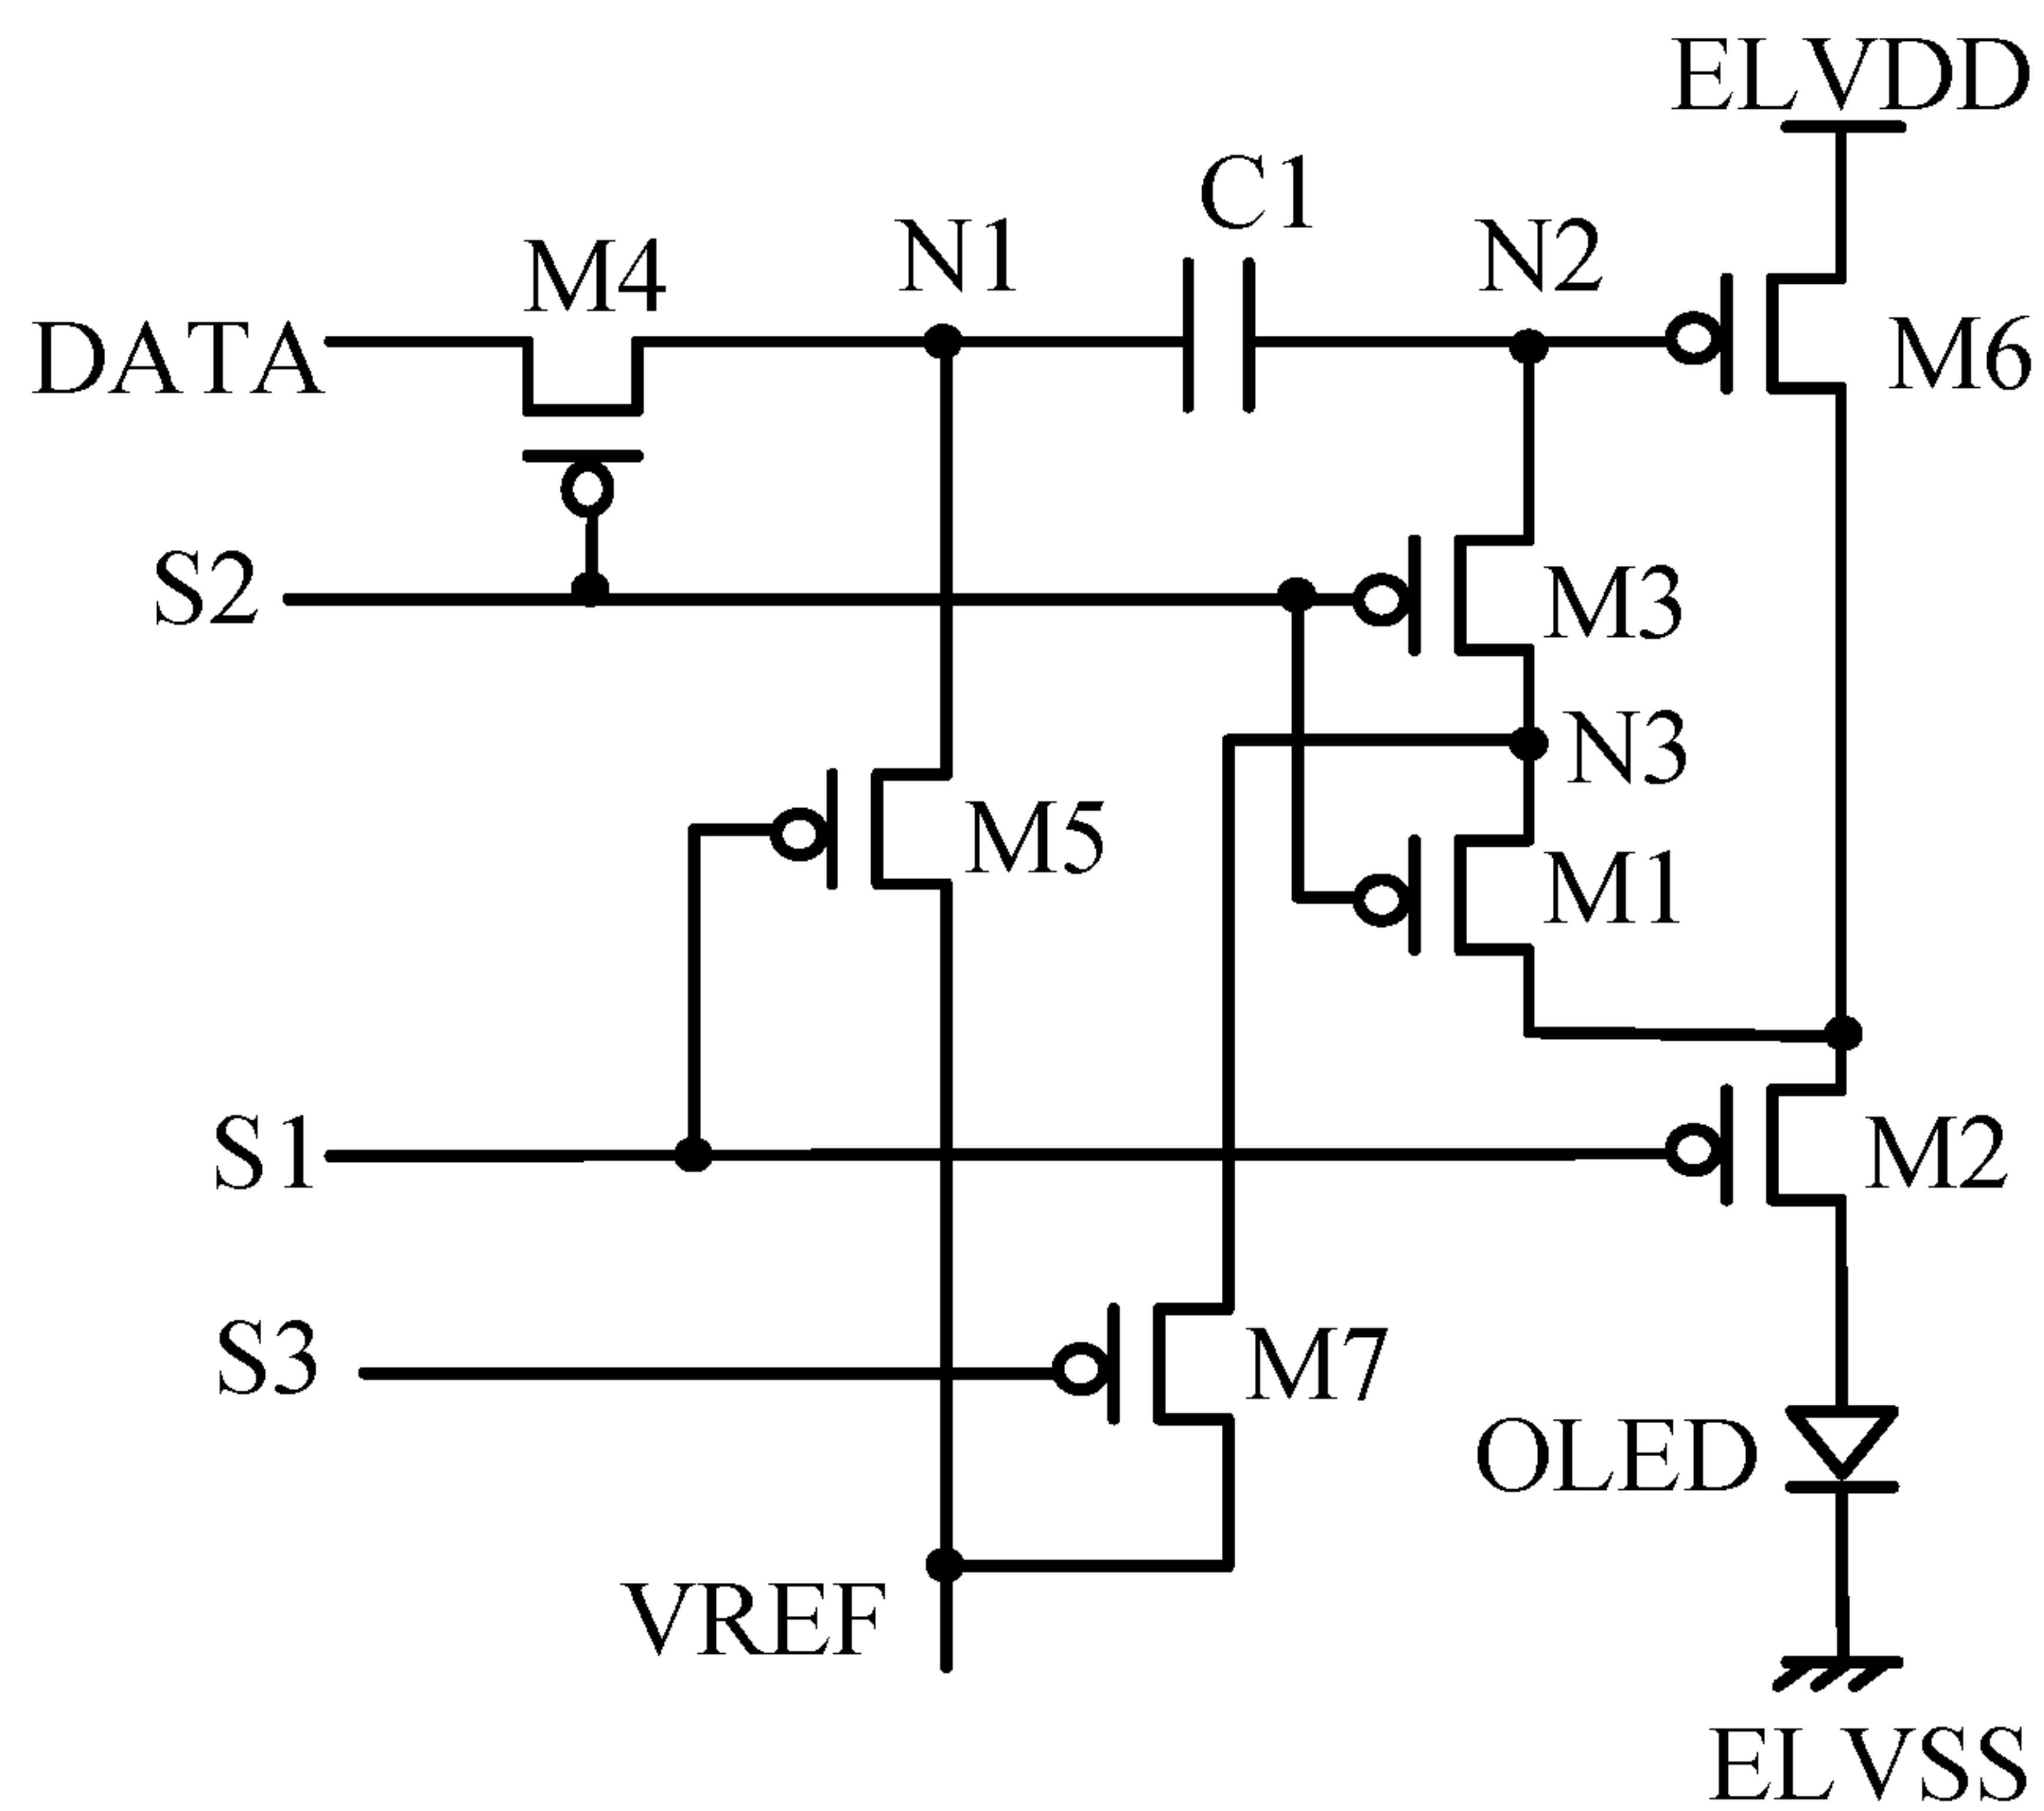 ELVDD
C1
N1
N2
M4
DATA
M6
S2
M3
N3
M5
M1
S1
M2
S3
M7
OLED
VREF
ELVSS